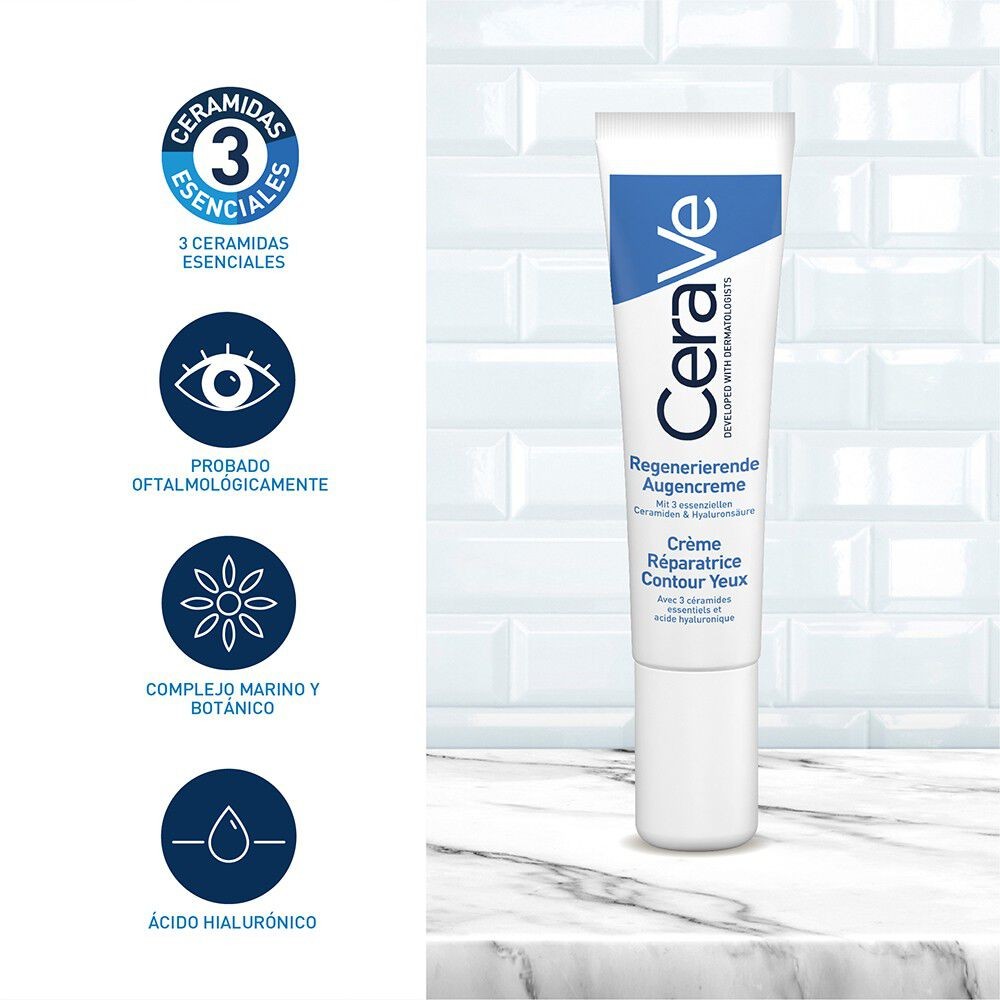 CERAMIDAS
3
ESENCIALES
3 CERAMIDAS
ESENCIALES
PROBADO
OFTALMOLÓGICAMENTE
COMPLEJO MARINO Y
BOTÁNICO
ÁCIDO HIALURÓNICO
CeraVe
DEVELOPED WITH DERMATOLOGISTS
Regenerierende
Augencreme
Mit 3 essenziellen
Ceramiden & Hyaluronsäure
Crème
Réparatrice
Contour Yeux
Avec 3 céramides
essentiels et
acide hyaluronique